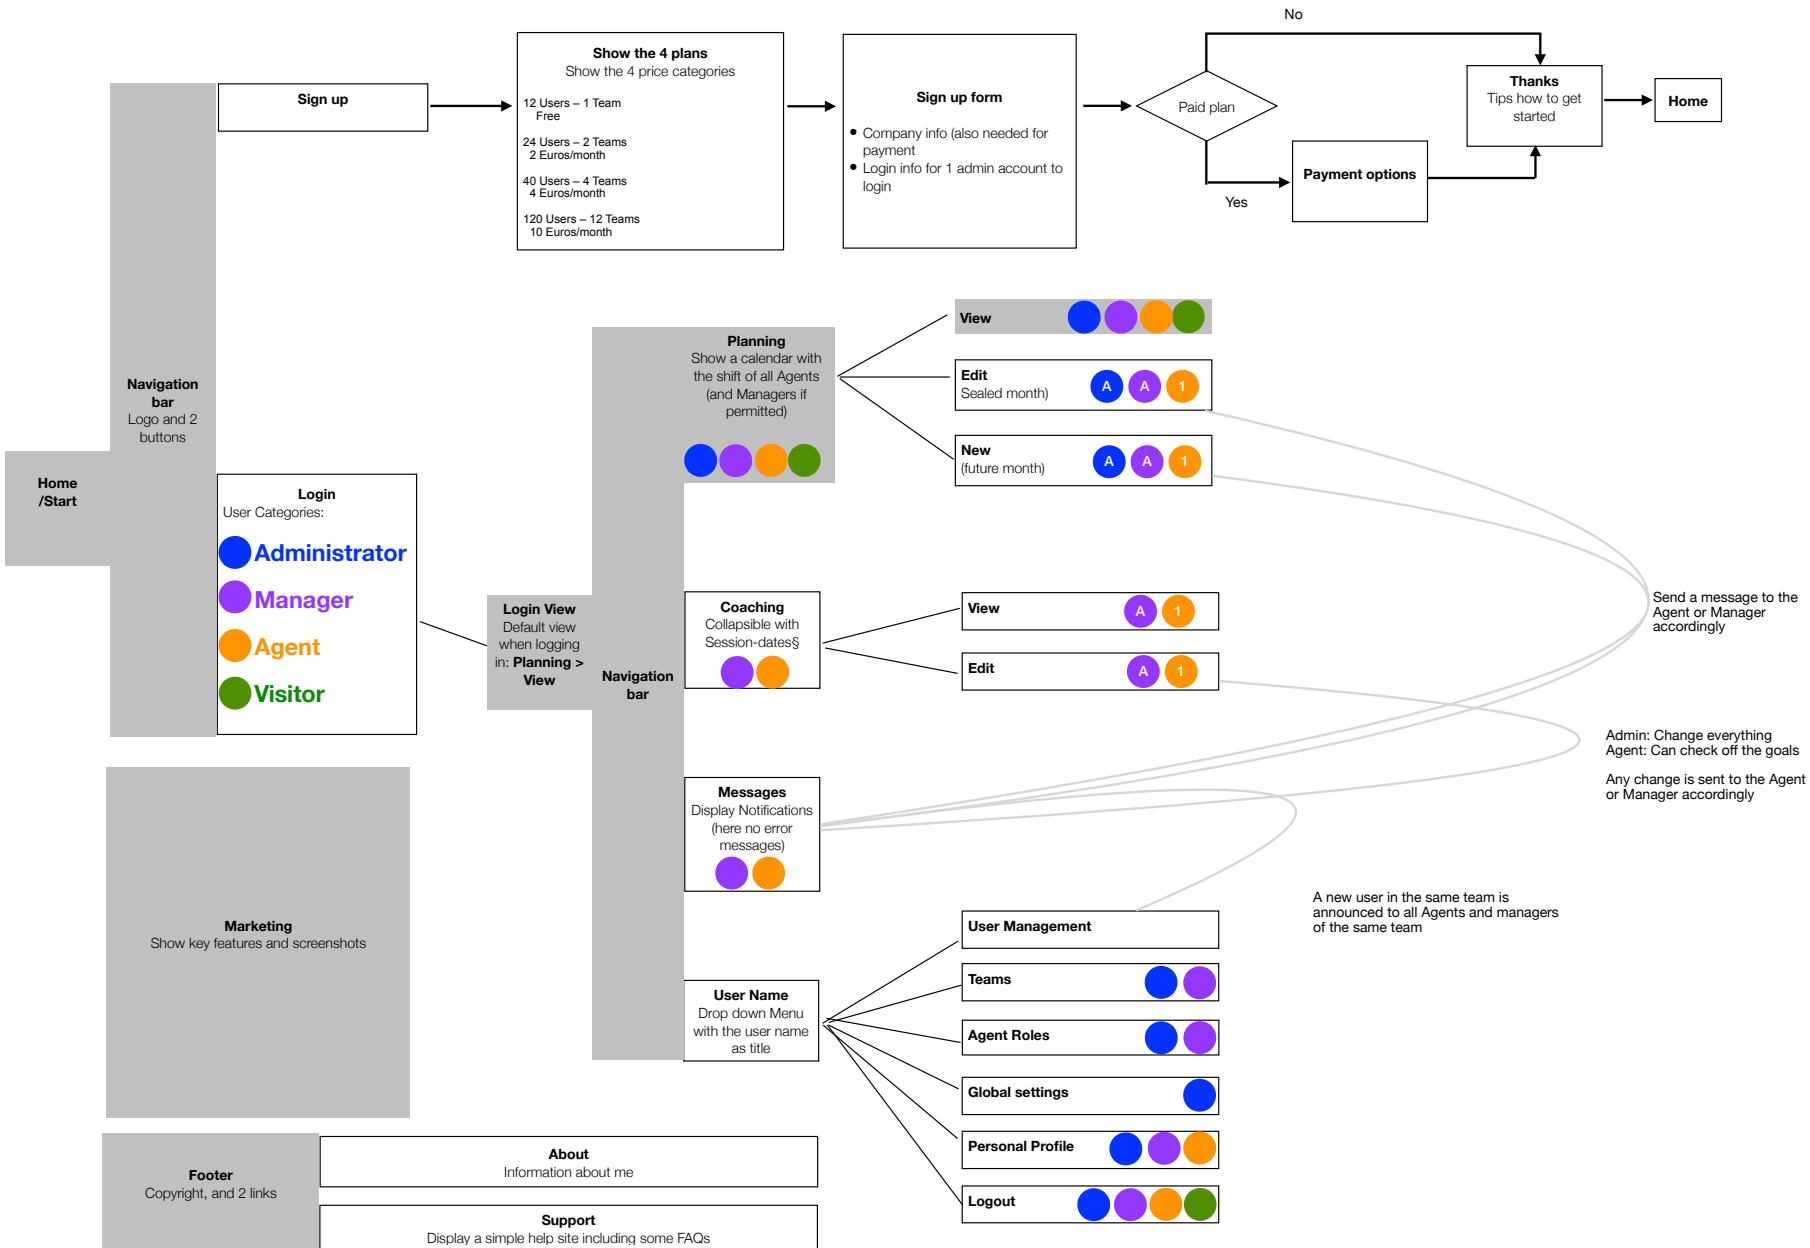 No
Sign up
Show the 4 plans
Show the 4 price categories
12 Users – 1 Team
Free
24 Users – 2 Teams
2 Euros/month
40 Users – 4 Teams
4 Euros/month
120 Users – 12 Teams
10 Euros/month
Sign up form
• Company info (also needed for
payment
• Login info for 1 admin account to
login
Paid plan
Yes
Payment options
Thanks
Tips how to get
started
Home
Navigation
bar
Logo and 2
buttons
Home
/Start
Login
User Categories:
Administrator
Manager
Agent
Visitor
Login View
Default view
when logging
in: Planning >
View
Navigation
bar
Planning
Show a calendar with
the shift of all Agents
(and Managers if
permitted)
View
Edit
Sealed month)
A A 1
New
(future month)
A A 1
Coaching
Collapsible with
Session-dates§
View
A 1
Edit
A 1
Send a message to the
Agent or Manager
accordingly
Admin: Change everything
Agent: Can check off the goals
Any change is sent to the Agent
or Manager accordingly
Messages
Display Notifications
(here no error
messages)
A new user in the same team is
announced to all Agents and managers
of the same team
User Name
Drop down Menu
with the user name
as title
User Management
Teams
Agent Roles
Global settings
Personal Profile
Logout
Marketing
Show key features and screenshots
Footer
Copyright, and 2 links
About
Information about me
Support
Display a simple help site including some FAQs